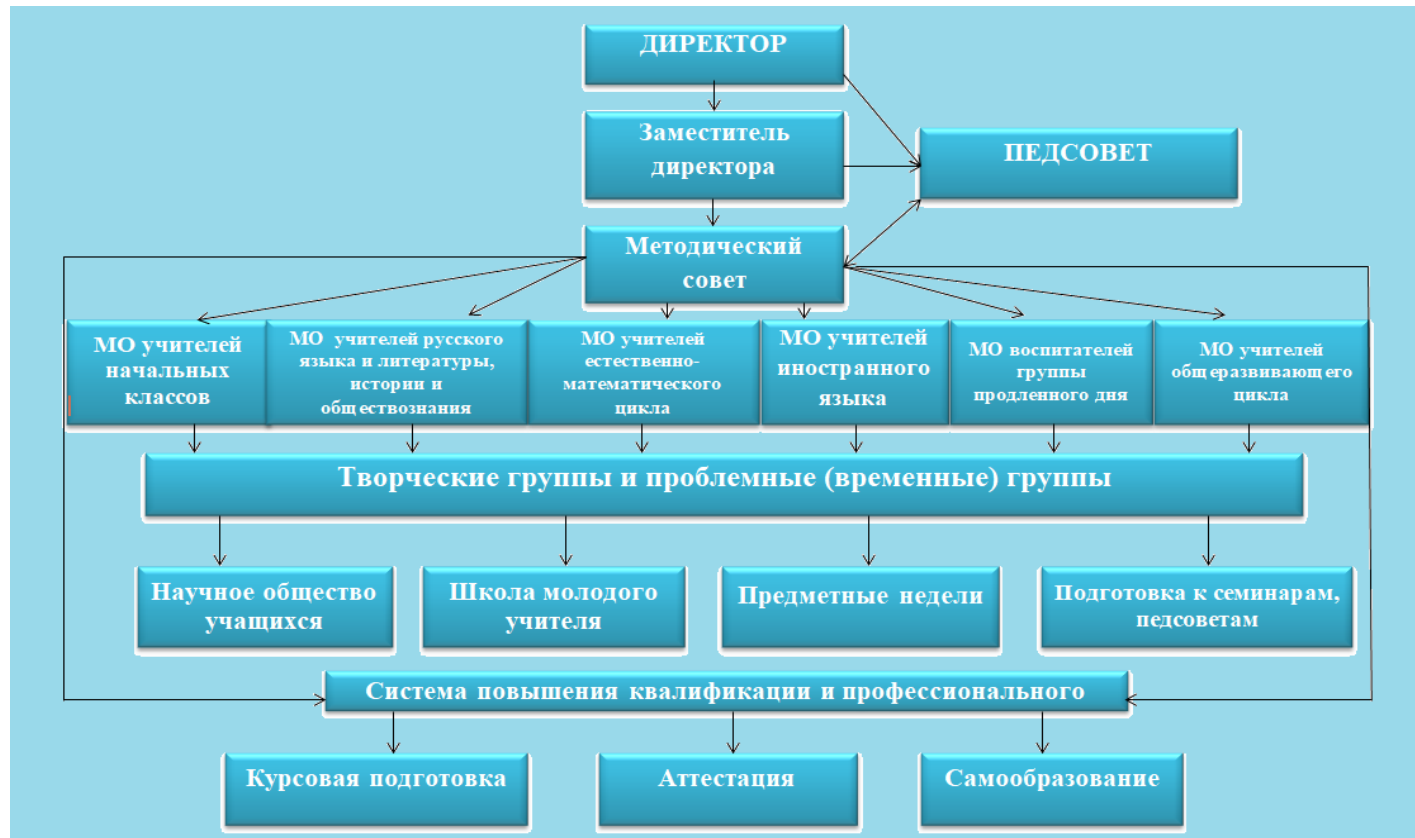 ДИРЕКТОР
Заместитель
директора
ПЕДСОВЕТ
Методический
совет
МО учителей
начальных
классов
МО учителей русского
языка и литературы,
истории и
обществознания
МО учителей
естественно-
математического
цикла
МО учителей
иностранного
языка
МО воспитателей
группы
продленного дня
МО учителей
общеразвивающего
цикла
Творческие группы и проблемные (временные) группы
Научное общество
учащихся
Школа молодого
учителя
Предметные недели
Подготовка к семинарам,
педсоветам
Система повышения квалификации и профессионального
Курсовая подготовка
Аттестация
Самообразование